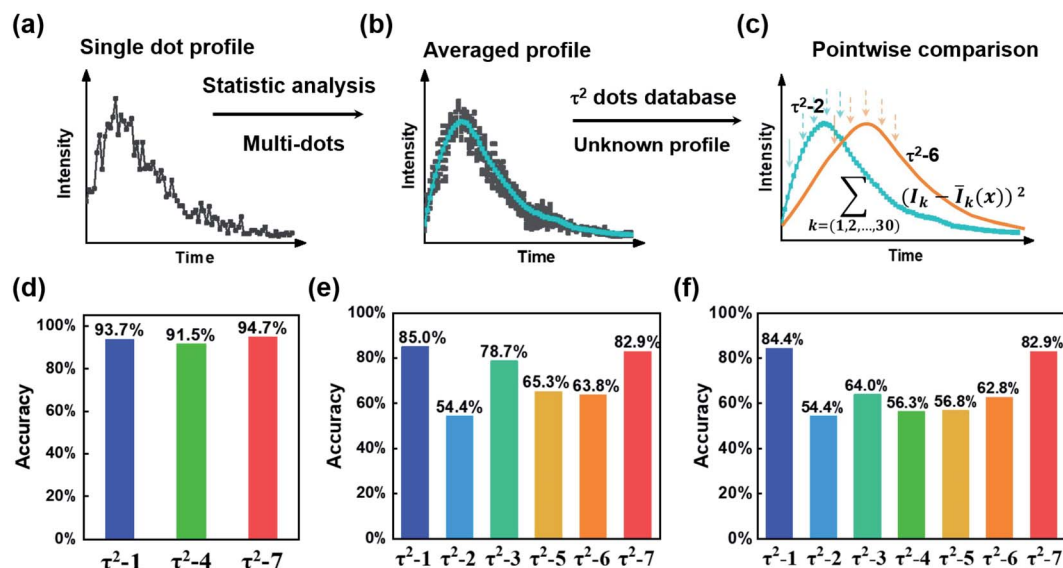 (a)
Single dot profile
Intensity
Time
Statistic analysis
Multi-dots
(b)
Averaged profile
Intensity
Time
τ² dots database
Unknown profile
(c)
Pointwise comparison
Intensity
τ²-2
τ²-6
∑ (I_k − Ī_k(x)) ²
k=(1,2,...,30)
Time
(d)
Accuracy
100%
80%
60%
40%
20%
0%
93.7%
91.5%
94.7%
τ²-1 τ²-4 τ²-7
(e)
Accuracy
100%
80%
60%
40%
20%
0%
85.0%
54.4%
78.7%
65.3%
63.8%
82.9%
τ²-1 τ²-2 τ²-3 τ²-5 τ²-6 τ²-7
(f)
Accuracy
100%
80%
60%
40%
20%
0%
84.4%
54.4%
64.0%
56.3%
56.8%
62.8%
82.9%
τ²-1 τ²-2 τ²-3 τ²-4 τ²-5 τ²-6 τ²-7